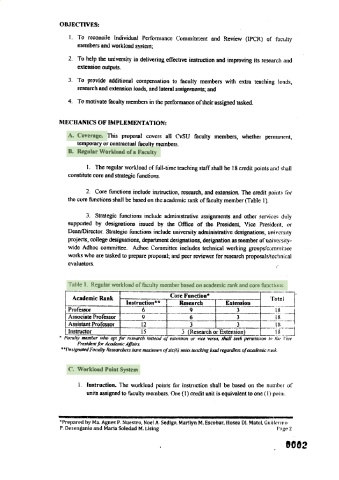 OBJECTIVES:
1. To reconcile Individual Performance Commitment and Review (IPCR) of faculty
members and workload system;
2. To help the university in delivering effective instruction and improving its research and
extension outputs.
3. To provide additional compensation to faculty members with extra teaching loads,
research and extension loads, and lateral assignments; and
4. To motivate faculty members in the performance of their assigned tasked.
MECHANICS OF IMPLEMENTATION:
A. Coverage. This proposal covers all CvSU faculty members, whether permanent,
temporary or contractual faculty members.
B. Regular Workload of a Faculty
1. The regular workload of full-time teaching staff shall be 18 credit points and shall
constitute core and strategic functions.
2. Core functions include instruction, research, and extension. The credit points for
the core functions shall be based on the academic rank of faculty member (Table 1).
3. Strategic functions include administrative assignments and other services duly
supported by designations issued by the Office of the President, Vice President, or
Dean/Director. Strategic functions include university administrative designations, university
projects, college designations, department designations, designation as member of university-
wide Adhoc committee. Adhoc Committee includes technical working groups/committee
works who are tasked to prepare proposal; and peer reviewer for research proposals/technical
evaluators.
Table 1. Regular workload of faculty member based on academic rank and core functions
Academic Rank Core Function* Total
Instruction** Research Extension
Professor 6 9 3 18
Associate Professor 9 6 3 18
Assistant Professor 12 3 3 18
Instructor 15 3 (Research or Extension) 18
* Faculty member who opt for research instead of extension or vice versa, shall seek permission to the Vice
President for Academic Affairs.
**Designated Faculty Researchers have maximum of six (6) units teaching load regardless of academic rank.
C. Workload Point System
1. Instruction. The workload points for instruction shall be based on the number of
units assigned to faculty members. One (1) credit unit is equivalent to one (1) point.
*Prepared by Ma. Agnes P. Nuestro, Noel A. Sedigo, Marilyn M. Escobar, Hosea DL. Matel, Guillermo
P. Desenganio and Maria Soledad M. Lising Page 2
0002